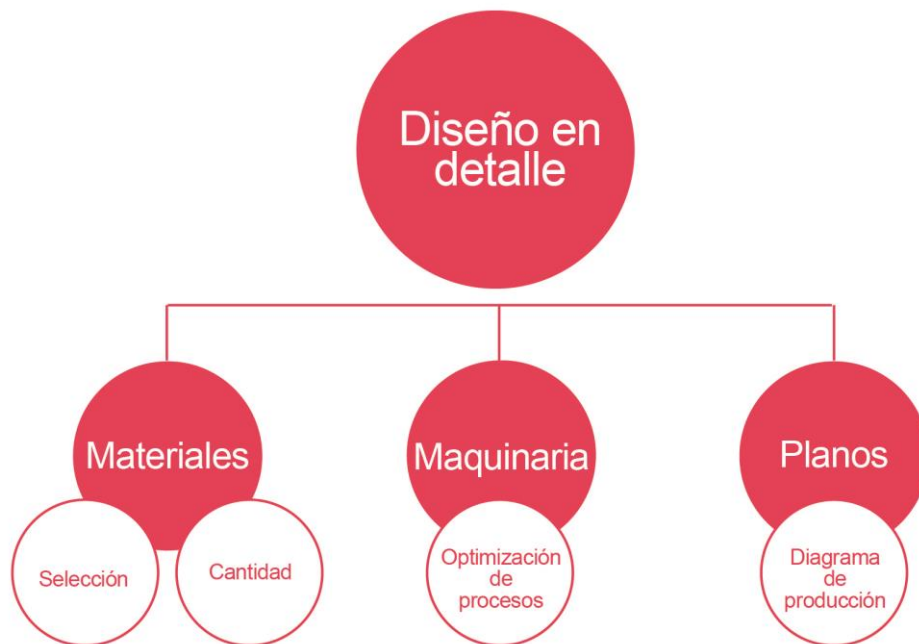 Diseño en
detalle
Materiales
Maquinaria
Planos
Selección
Cantidad
Optimización
de
procesos
Diagrama
de
producción